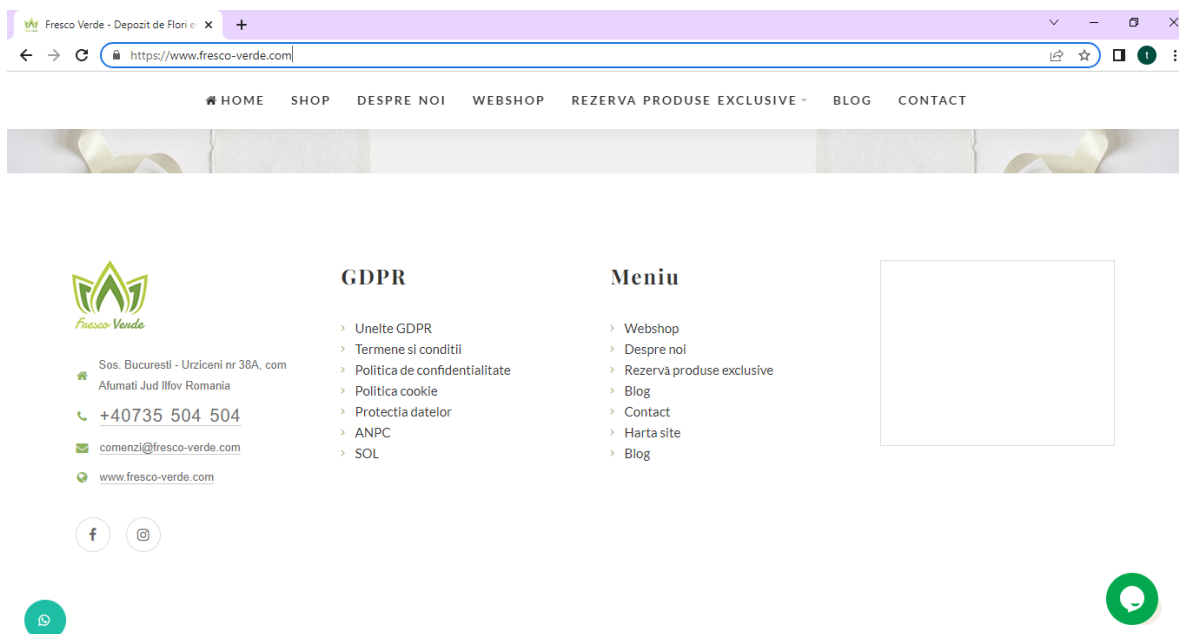 Fresco Verde - Depozit de Flori e
https://www.fresco-verde.com
HOME SHOP DESPRE NOI WEBSHOP REZERVA PRODUSE EXCLUSIVE BLOG CONTACT
Fresco Verde
Sos. Bucuresti - Urziceni nr 38A, com
Afumati Jud Ilfov Romania
+40735 504 504
comenzi@fresco-verde.com
www.fresco-verde.com
GDPR
Unelte GDPR
Termene si conditii
Politica de confidentialitate
Politica cookie
Protectia datelor
ANPC
SOL
Meniu
Webshop
Despre noi
Rezervă produse exclusive
Blog
Contact
Harta site
Blog
t